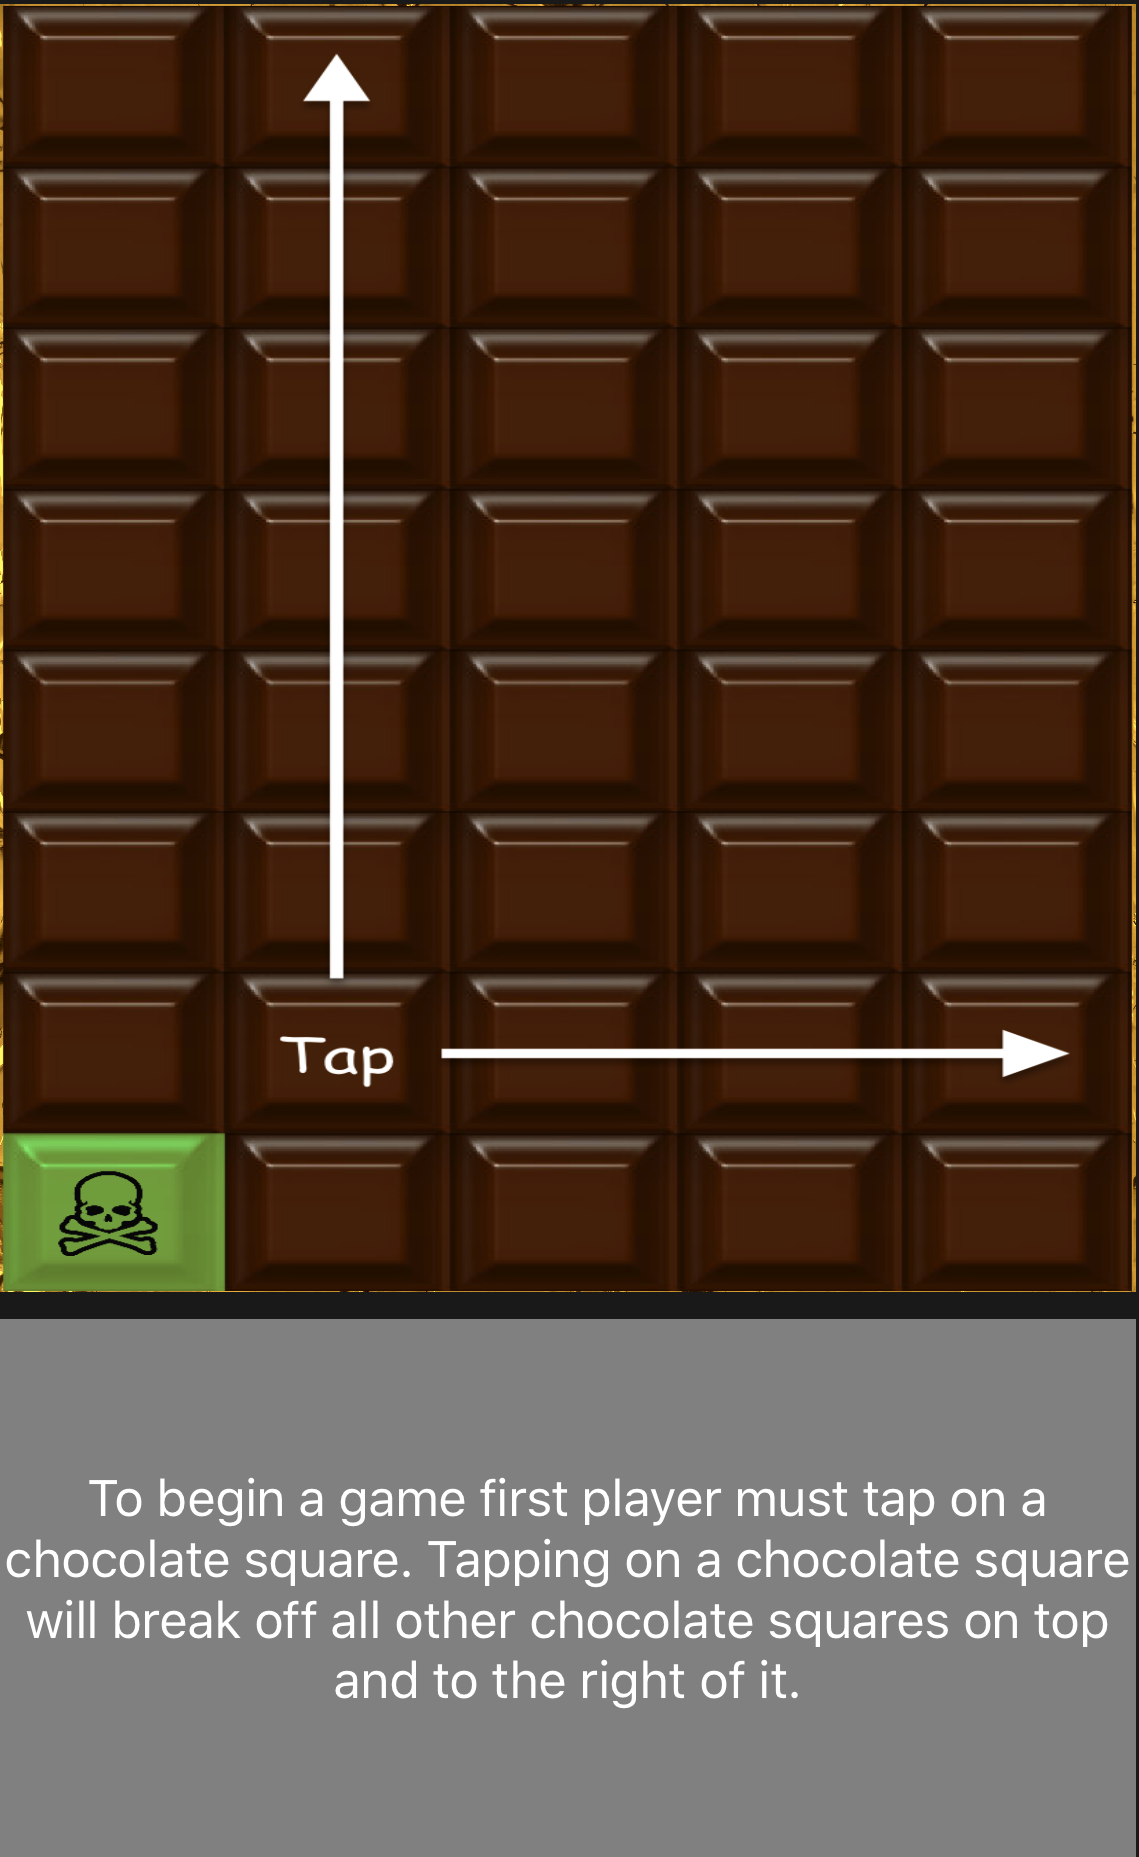 Tap
To begin a game first player must tap on a
chocolate square. Tapping on a chocolate square
will break off all other chocolate squares on top
and to the right of it.